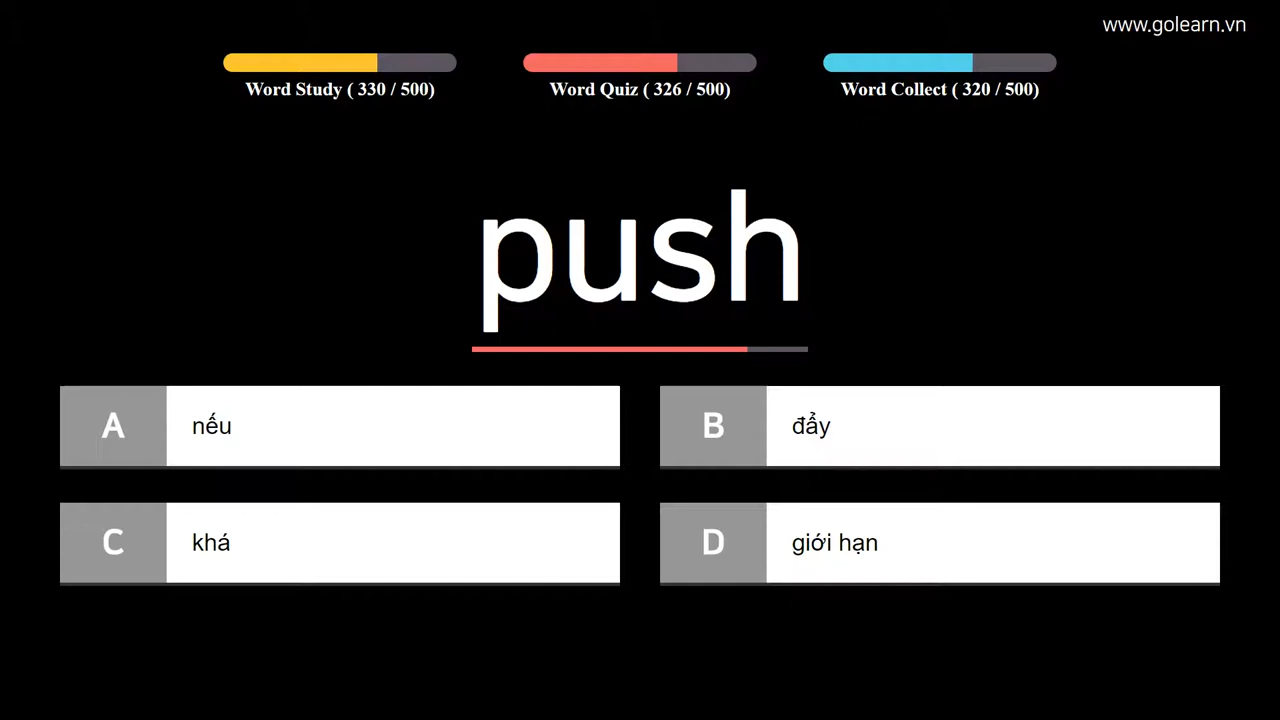 www.golearn.vn
Word Study ( 330 / 500)
Word Quiz ( 326 / 500)
Word Collect ( 320 / 500)
push
A nếu
B đẩy
C khá
D giới hạn